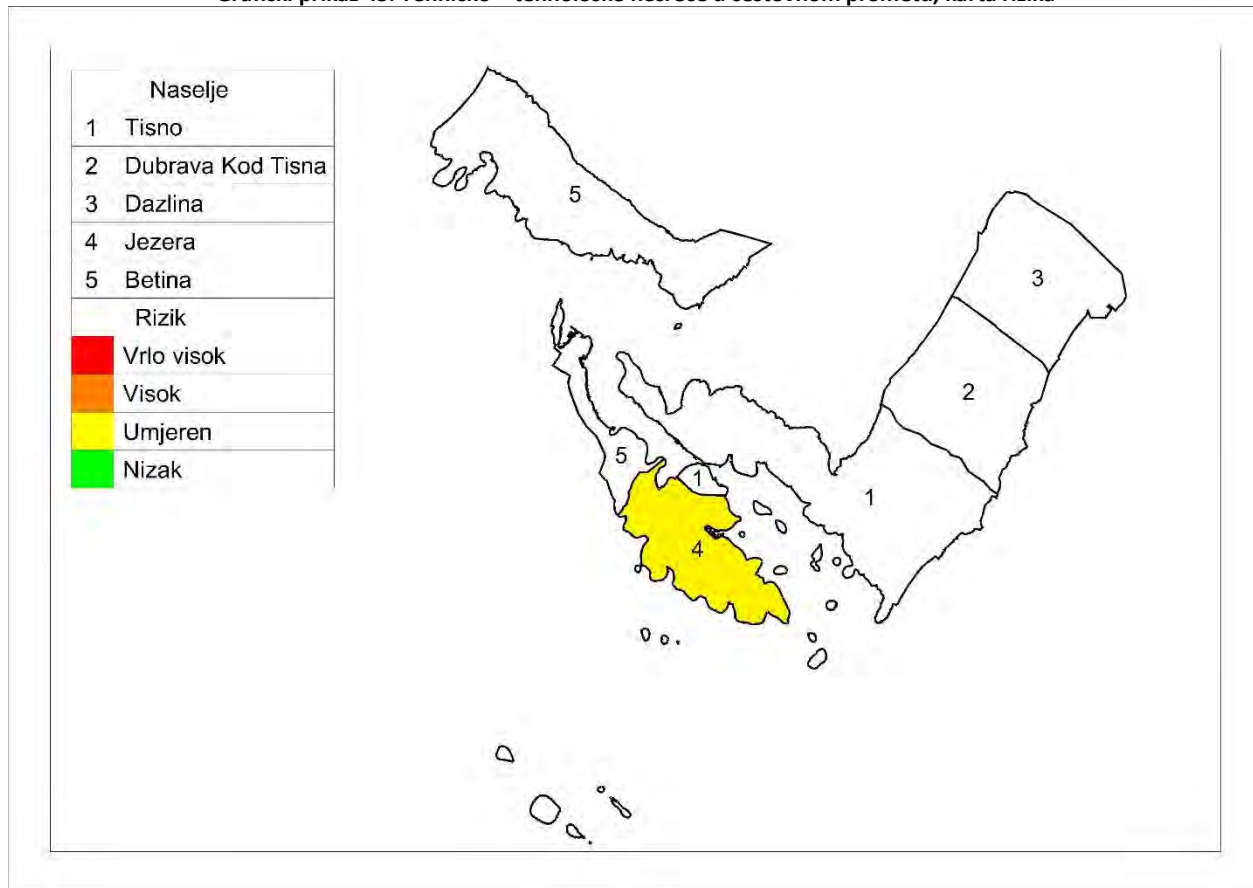 Naselje
1 Tisno
2 Dubrava Kod Tisna
3 Dazlina
4 Jezera
5 Betina
Rizik
Vrlo visok
Visok
Umjeren
Nizak
5
3
2
5
1
1
4